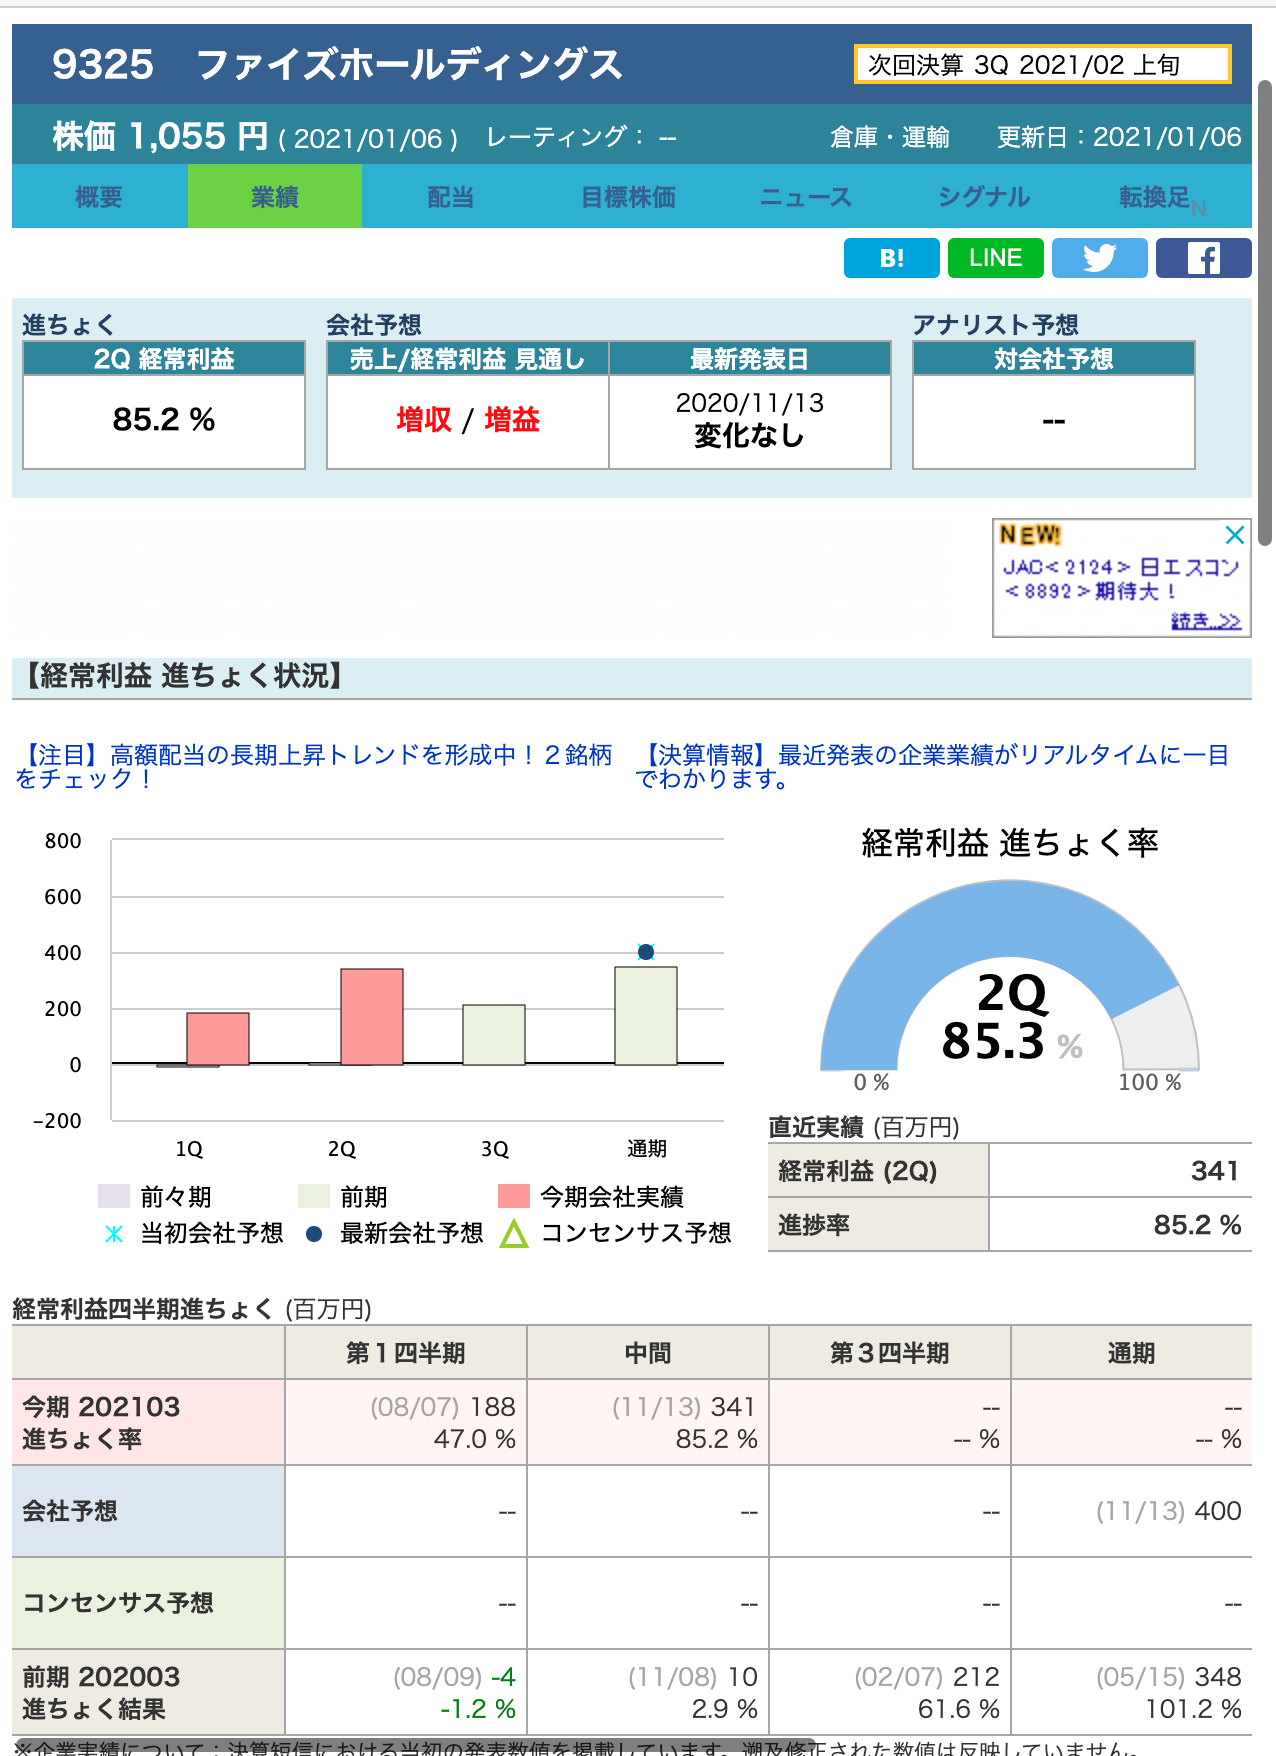 9325　ファイズホールディングス
次回決算 3Q 2021/02 上旬
株価 1,055 円 ( 2021/01/06 )　レーティング： --　倉庫・運輸　更新日：2021/01/06
概要　業績　配当　目標株価　ニュース　シグナル　転換足N
B!　LINE
進ちょく　会社予想　アナリスト予想
2Q 経常利益　売上/経常利益 見通し　最新発表日　対会社予想
85.2 %　増収 / 増益　2020/11/13　--
変化なし
NEW!
JAC＜2124＞ 日エスコン
＜8892＞期待大！
続き..>>
【経常利益 進ちょく状況】
【注目】高額配当の長期上昇トレンドを形成中！２銘柄
をチェック！
【決算情報】最近発表の企業業績がリアルタイムに一目
でわかります。
800
600
400
200
0
-200
1Q　2Q　3Q　通期
前々期　前期　今期会社実績
当初会社予想　最新会社予想　コンセンサス予想
経常利益 進ちょく率
2Q
85.3 %
0 %　100 %
直近実績 (百万円)
経常利益 (2Q)　341
進捗率　85.2 %
経常利益四半期進ちょく (百万円)
第１四半期　中間　第３四半期　通期
今期 202103　(08/07) 188　(11/13) 341　--　--
進ちょく率　47.0 %　85.2 %　-- %　-- %
会社予想　--　--　--　(11/13) 400
コンセンサス予想　--　--　--　--
前期 202003　(08/09) -4　(11/08) 10　(02/07) 212　(05/15) 348
進ちょく結果　-1.2 %　2.9 %　61.6 %　101.2 %
※企業実績について：決算短信における当初の発表数値を掲載しています。遡及修正された数値は反映していません。